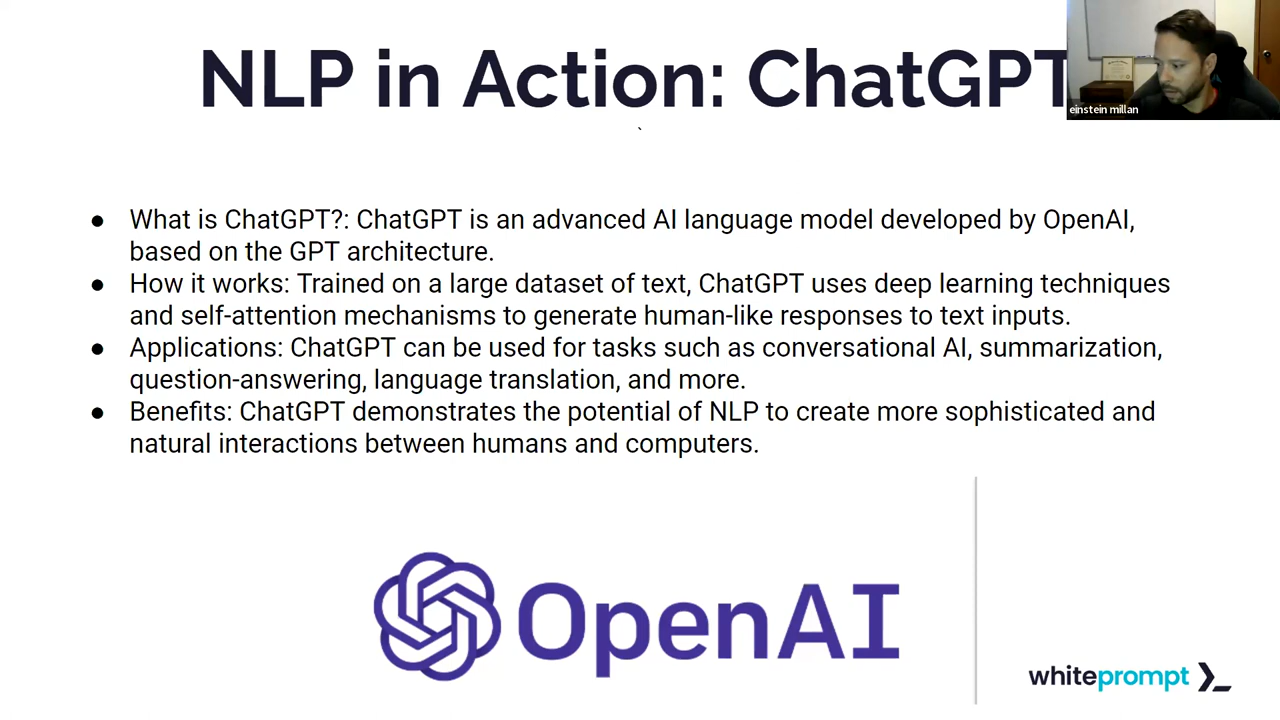 NLP in Action: ChatGPT
einstein millan
● What is ChatGPT?: ChatGPT is an advanced AI language model developed by OpenAI,
based on the GPT architecture.
● How it works: Trained on a large dataset of text, ChatGPT uses deep learning techniques
and self-attention mechanisms to generate human-like responses to text inputs.
● Applications: ChatGPT can be used for tasks such as conversational AI, summarization,
question-answering, language translation, and more.
● Benefits: ChatGPT demonstrates the potential of NLP to create more sophisticated and
natural interactions between humans and computers.
OpenAI
whiteprompt